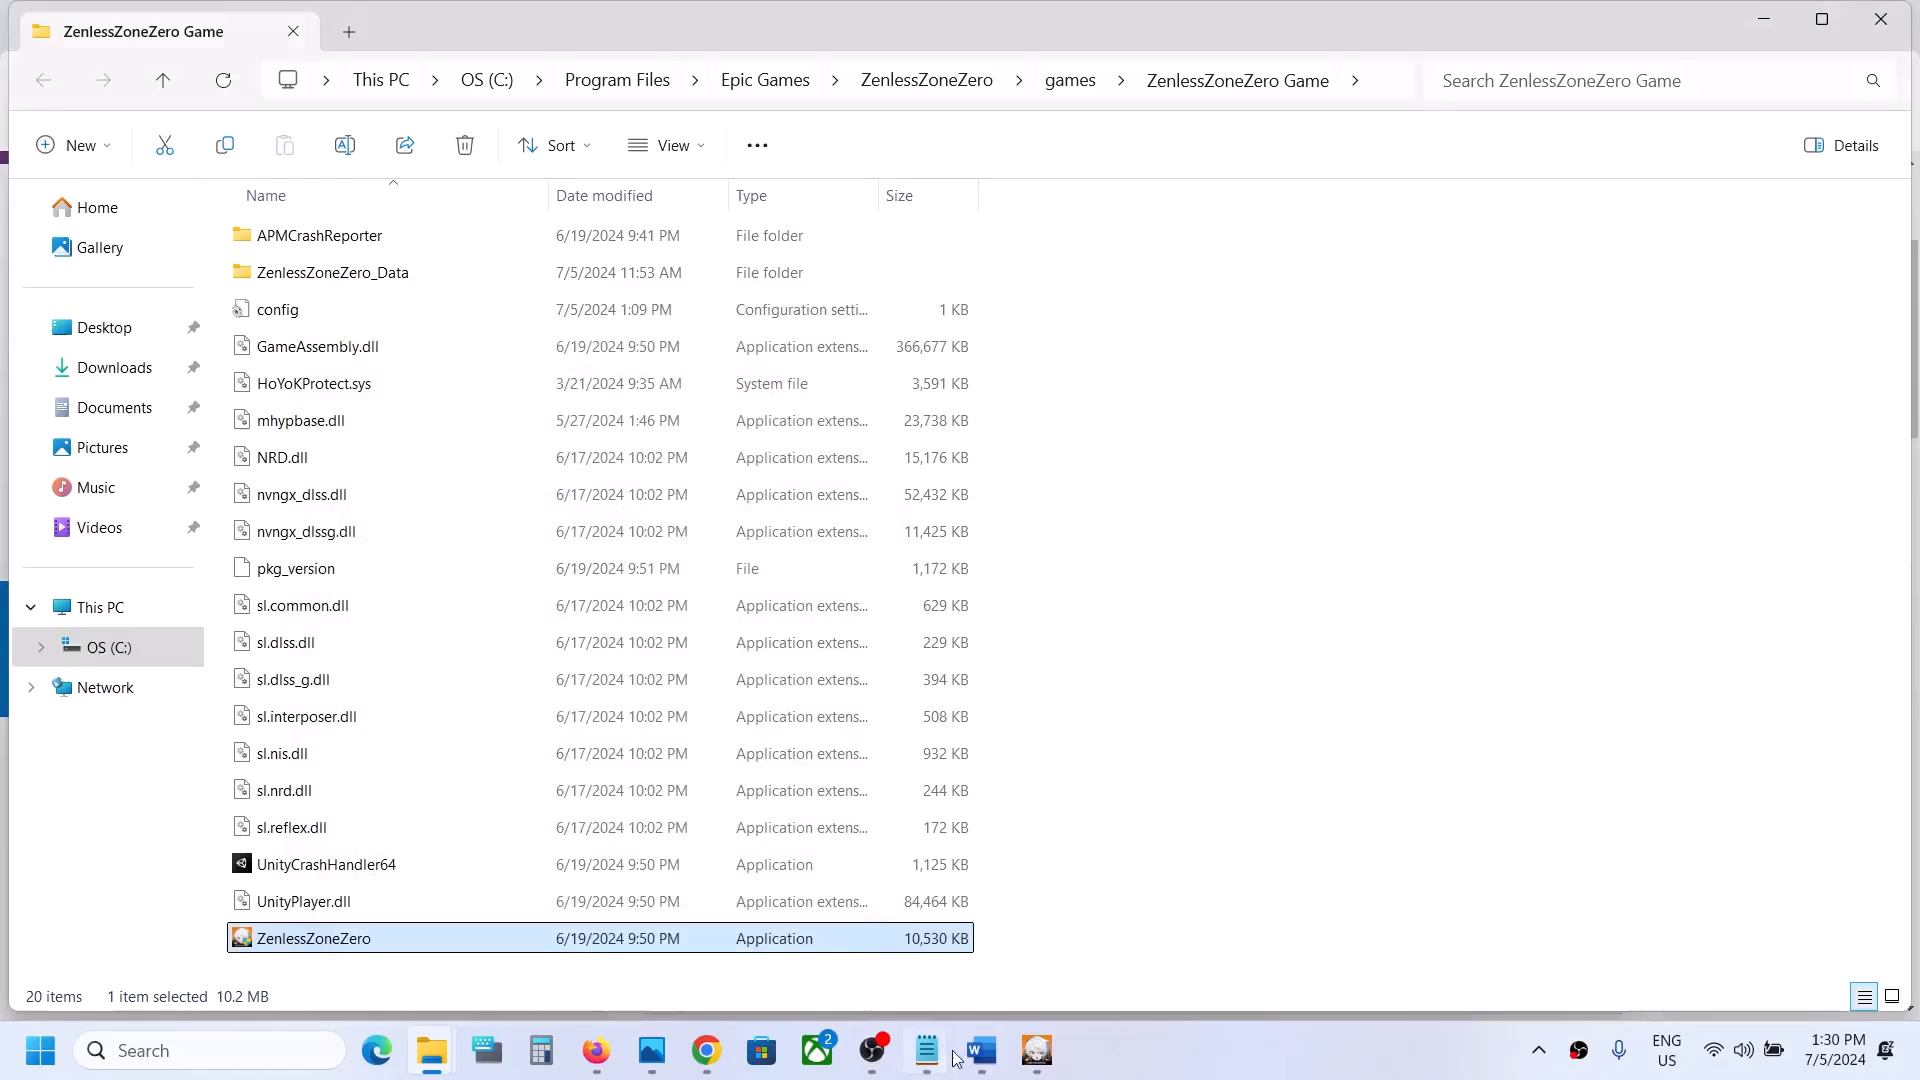 ZenlessZoneZero Game
This PC OS (C:) Program Files Epic Games ZenlessZoneZero games ZenlessZoneZero Game Search ZenlessZoneZero Game
New Sort View Details
Name Date modified Type Size
Home
Gallery
Desktop
Downloads
Documents
Pictures
Music
Videos
This PC
OS (C:)
Network
APMCrashReporter 6/19/2024 9:41 PM File folder
ZenlessZoneZero_Data 7/5/2024 11:53 AM File folder
config 7/5/2024 1:09 PM Configuration setti... 1 KB
GameAssembly.dll 6/19/2024 9:50 PM Application extens... 366,677 KB
HoYoKProtect.sys 3/21/2024 9:35 AM System file 3,591 KB
mhypbase.dll 5/27/2024 1:46 PM Application extens... 23,738 KB
NRD.dll 6/17/2024 10:02 PM Application extens... 15,176 KB
nvngx_dlss.dll 6/17/2024 10:02 PM Application extens... 52,432 KB
nvngx_dlssg.dll 6/17/2024 10:02 PM Application extens... 11,425 KB
pkg_version 6/19/2024 9:51 PM File 1,172 KB
sl.common.dll 6/17/2024 10:02 PM Application extens... 629 KB
sl.dlss.dll 6/17/2024 10:02 PM Application extens... 229 KB
sl.dlss_g.dll 6/17/2024 10:02 PM Application extens... 394 KB
sl.interposer.dll 6/17/2024 10:02 PM Application extens... 508 KB
sl.nis.dll 6/17/2024 10:02 PM Application extens... 932 KB
sl.nrd.dll 6/17/2024 10:02 PM Application extens... 244 KB
sl.reflex.dll 6/17/2024 10:02 PM Application extens... 172 KB
UnityCrashHandler64 6/19/2024 9:50 PM Application 1,125 KB
UnityPlayer.dll 6/19/2024 9:50 PM Application extens... 84,464 KB
ZenlessZoneZero 6/19/2024 9:50 PM Application 10,530 KB
20 items 1 item selected 10.2 MB
Search 2 W ENG 1:30 PM
US 7/5/2024